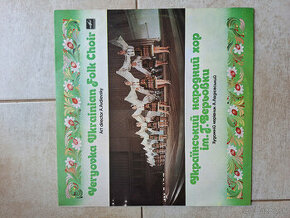 Veryovka Ukrainian Folk Choir
Art director A. Avdievsky
Український народний хор
ім. Г. Верьовки
Художній керівник А. Авдієвський